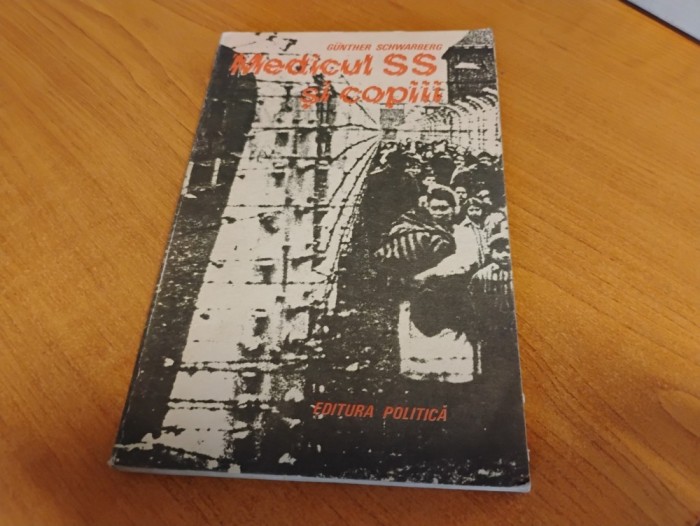 GÜNTHER SCHWARBERG
Medicul SS
și copiii
EDITURA POLITICĂ